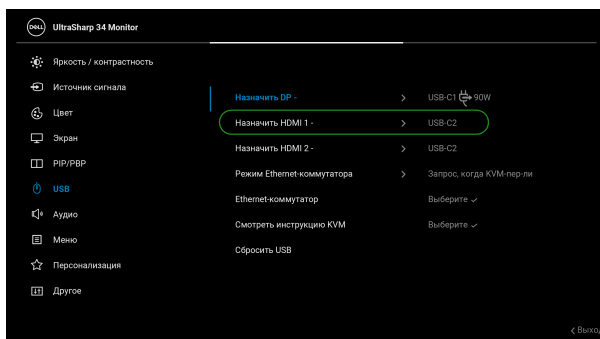 DELL UltraSharp 34 Monitor
Яркость / контрастность
Источник сигнала
Цвет
Экран
PIP/PBP
USB
Аудио
Меню
Персонализация
Другое
Назначить DP - USB-C1 90W
Назначить HDMI 1 - USB-C2
Назначить HDMI 2 - USB-C2
Режим Ethernet-коммутатора Запрос, когда KVM-пер-ли
Ethernet-коммутатор Выберите
Смотреть инструкцию KVM Выберите
Сбросить USB
Выход